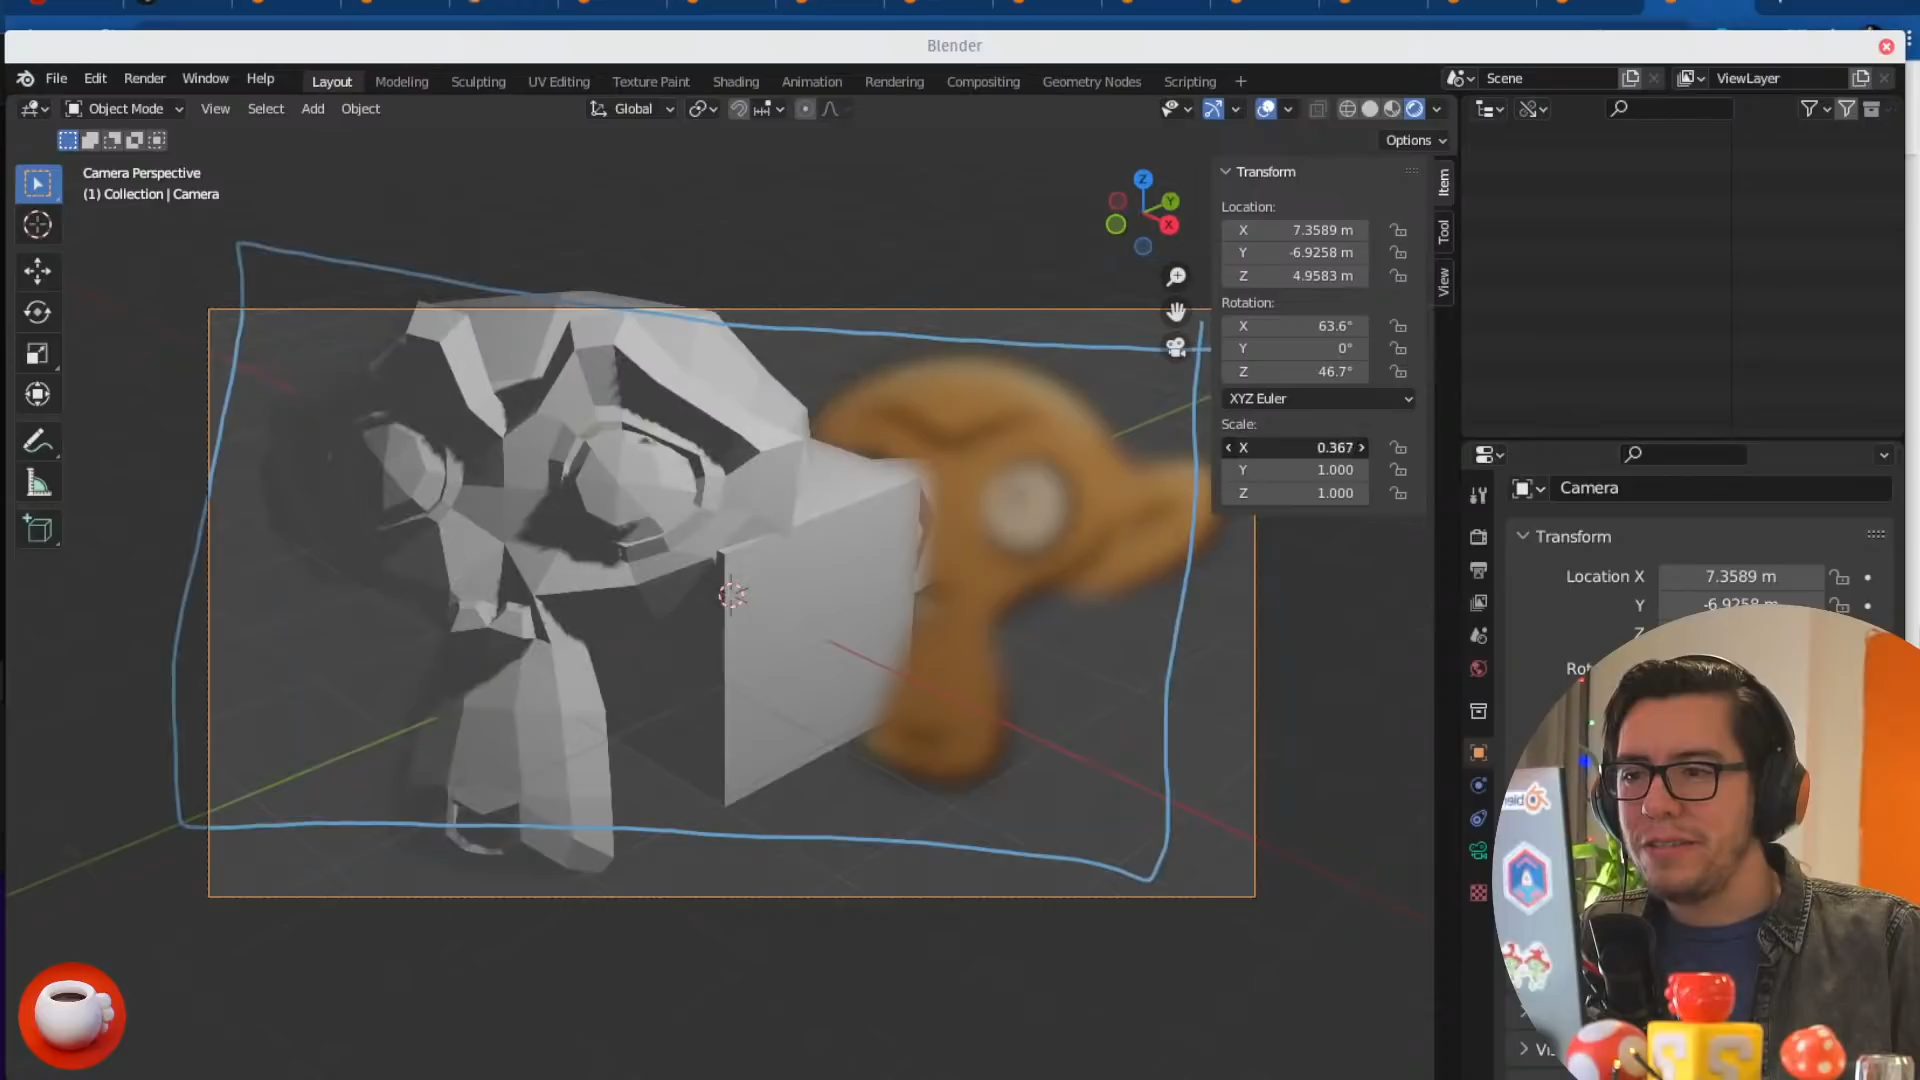 Blender
File Edit Render Window Help Layout Modeling Sculpting UV Editing Texture Paint Shading Animation Rendering Compositing Geometry Nodes Scripting + Scene ViewLayer
Object Mode View Select Add Object Global
Options
Camera Perspective
(1) Collection | Camera
Z
Y
X
Transform
Location:
X 7.3589 m
Y -6.9258 m
Z 4.9583 m
Rotation:
X 63.6°
Y 0°
Z 46.7°
XYZ Euler
Scale:
X 0.367
Y 1.000
Z 1.000
Item
Tool
View
Camera
Transform
Location X 7.3589 m
Y -6.9258 m
Z